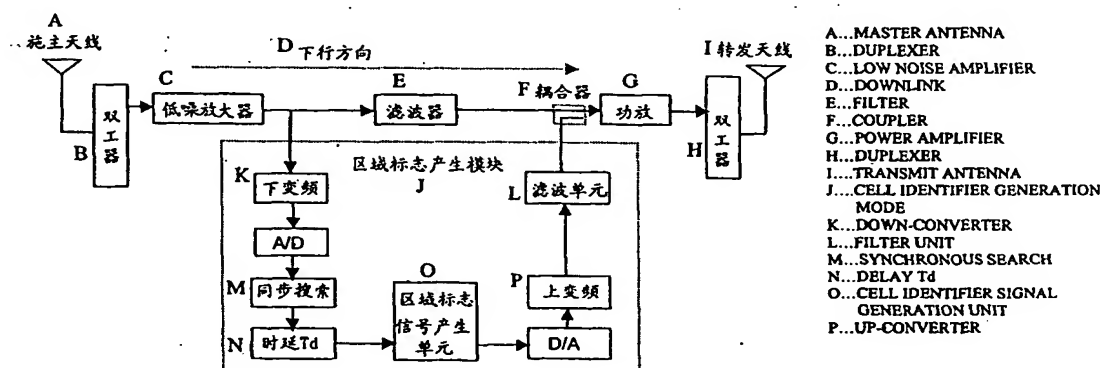 A
施主天线
D 下行方向
I 转发天线
C
E
F 耦合器
G
低噪放大器
滤波器
功放
双工器
B
双工器
H
区域标志产生模块
J
K
下变频
L
滤波单元
A/D
O
M
同步搜索
区域标志
信号产生
单元
P
上变频
N
时延Td
D/A
A...MASTER ANTENNA
B...DUPLEXER
C...LOW NOISE AMPLIFIER
D...DOWNLINK
E...FILTER
F...COUPLER
G...POWER AMPLIFIER
H...DUPLEXER
I...TRANSMIT ANTENNA
J...CELL IDENTIFIER GENERATION
MODE
K...DOWN-CONVERTER
L...FILTER UNIT
M...SYNCHRONOUS SEARCH
N...DELAY Td
O...CELL IDENTIFIER SIGNAL
GENERATION UNIT
P...UP-CONVERTER